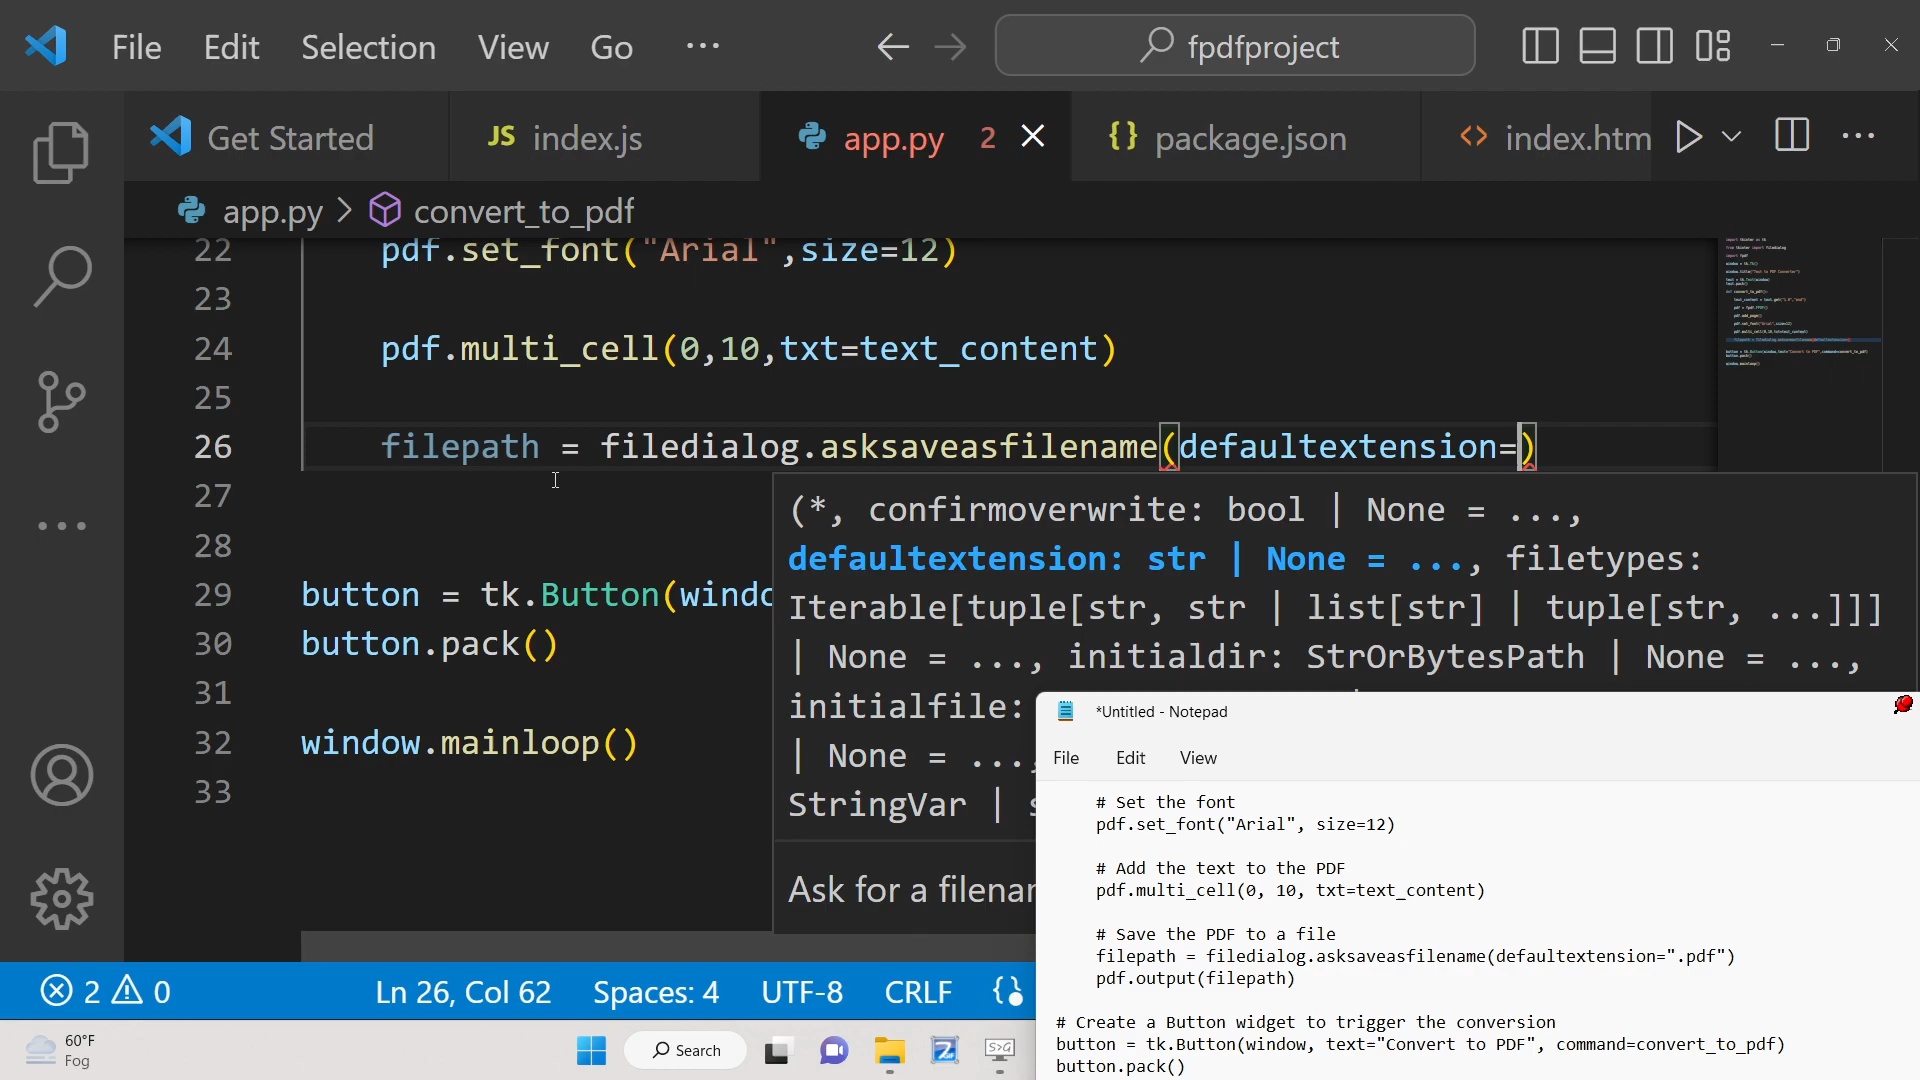 File Edit Selection View Go ... fpdfproject
Get Started JS index.js app.py 2 {} package.json <> index.htm
app.py > convert_to_pdf
22 pdf.set_font("Arial",size=12)
23
24 pdf.multi_cell(0,10,txt=text_content)
25
26 filepath = filedialog.asksaveasfilename(defaultextension=)
27
28
29 button = tk.Button(windo
30 button.pack()
31
32 window.mainloop()
33
(*, confirmoverwrite: bool | None = ...,
defaultextension: str | None = ..., filetypes:
Iterable[tuple[str, str | list[str] | tuple[str, ...]]]
| None = ..., initialdir: StrOrBytesPath | None = ...,
initialfile:
| None = ...,
StringVar |
Ask for a filenam
*Untitled - Notepad
File Edit View
# Set the font
pdf.set_font("Arial", size=12)
# Add the text to the PDF
pdf.multi_cell(0, 10, txt=text_content)
# Save the PDF to a file
filepath = filedialog.asksaveasfilename(defaultextension=".pdf")
pdf.output(filepath)
# Create a Button widget to trigger the conversion
button = tk.Button(window, text="Convert to PDF", command=convert_to_pdf)
button.pack()
2 0 Ln 26, Col 62 Spaces: 4 UTF-8 CRLF {}
60°F
Fog
Search